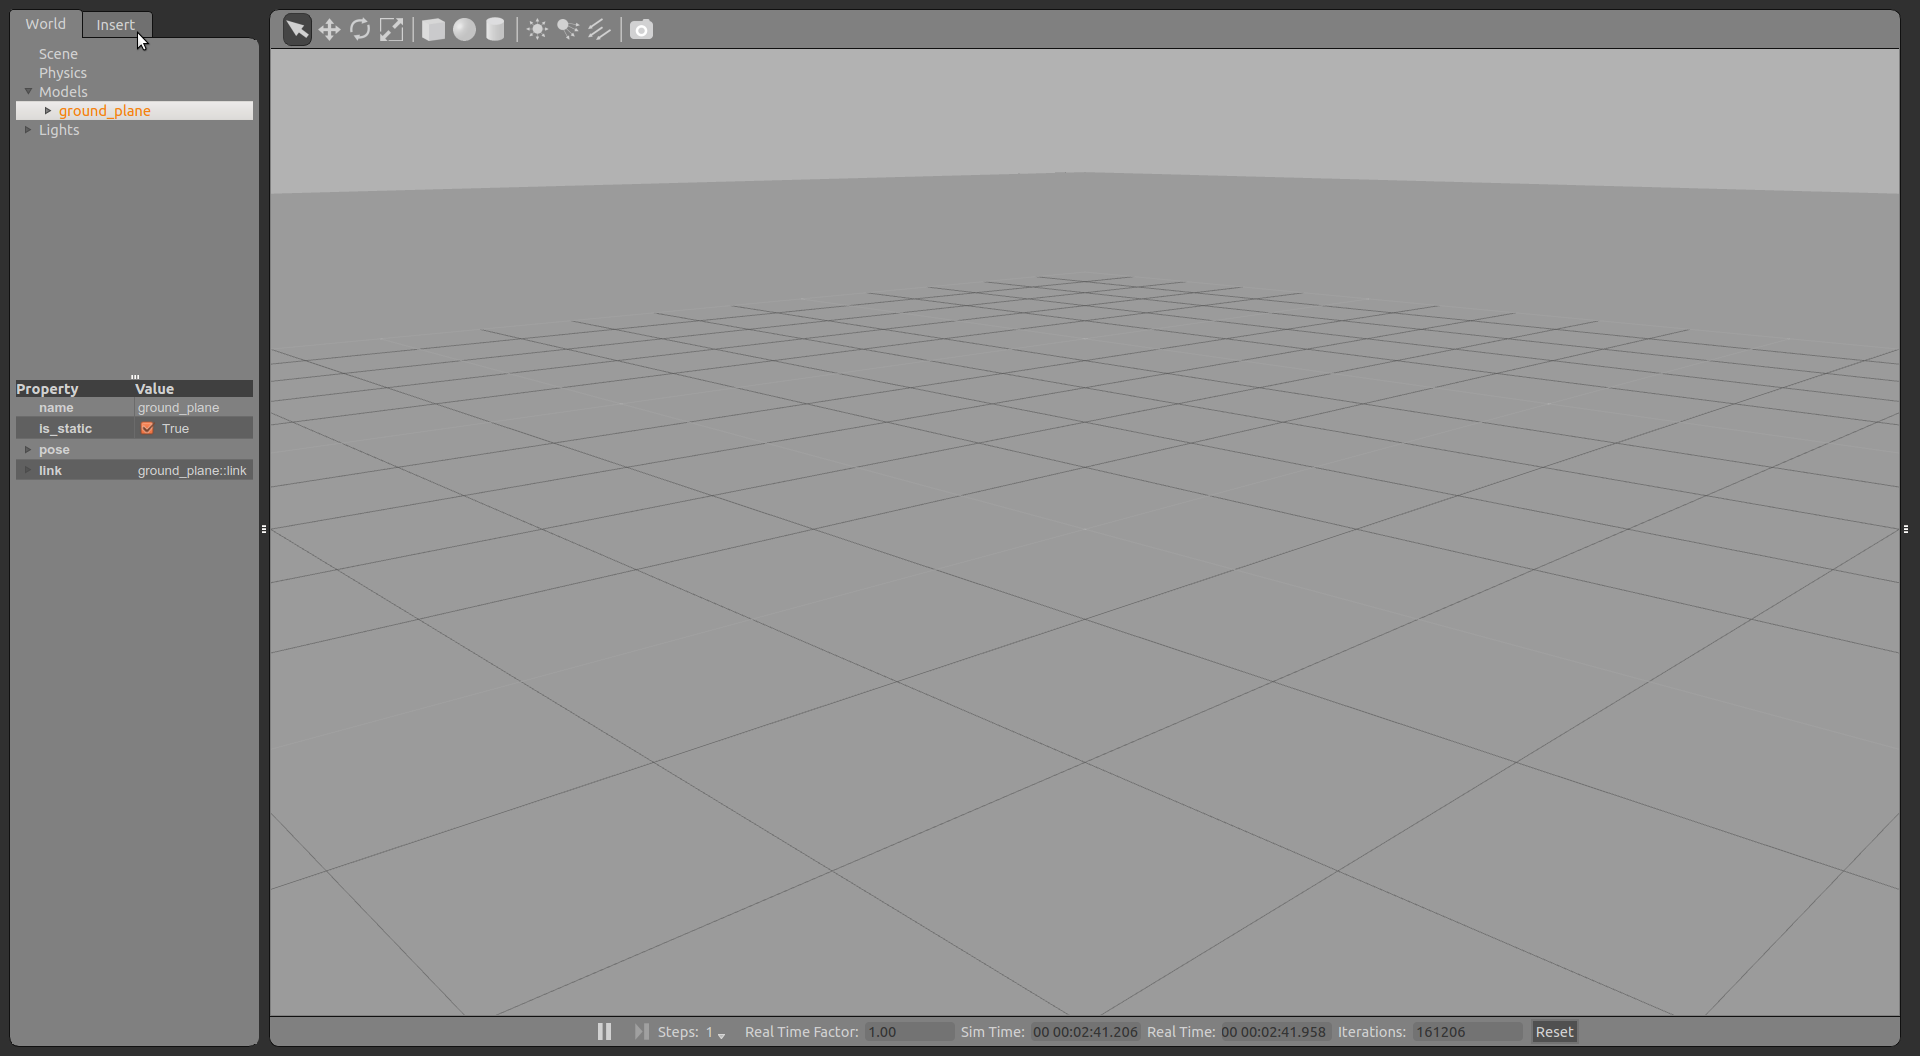 World Insert
Scene
Physics
Models
ground_plane
Lights
Property Value
name ground_plane
is_static True
pose
link ground_plane::link
Steps: 1 Real Time Factor: 1.00 Sim Time: 00 00:02:41.206 Real Time: 00 00:02:41.958 Iterations: 161206 Reset